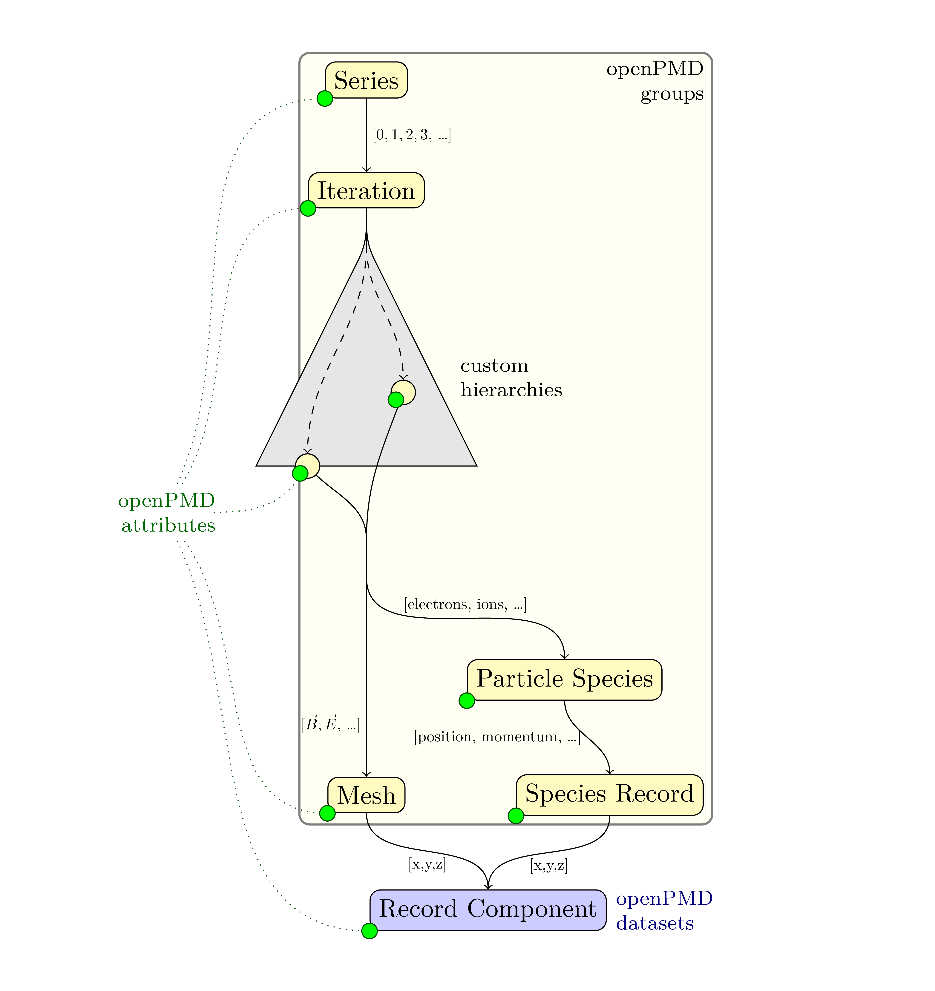 Series
openPMD
groups
[0, 1, 2, 3, ...]
Iteration
custom
hierarchies
openPMD
attributes
[electrons, ions, ...]
Particle Species
[B⃗, E⃗, ...]
[position, momentum, ...]
Mesh
Species Record
[x,y,z]
[x,y,z]
Record Component
openPMD
datasets